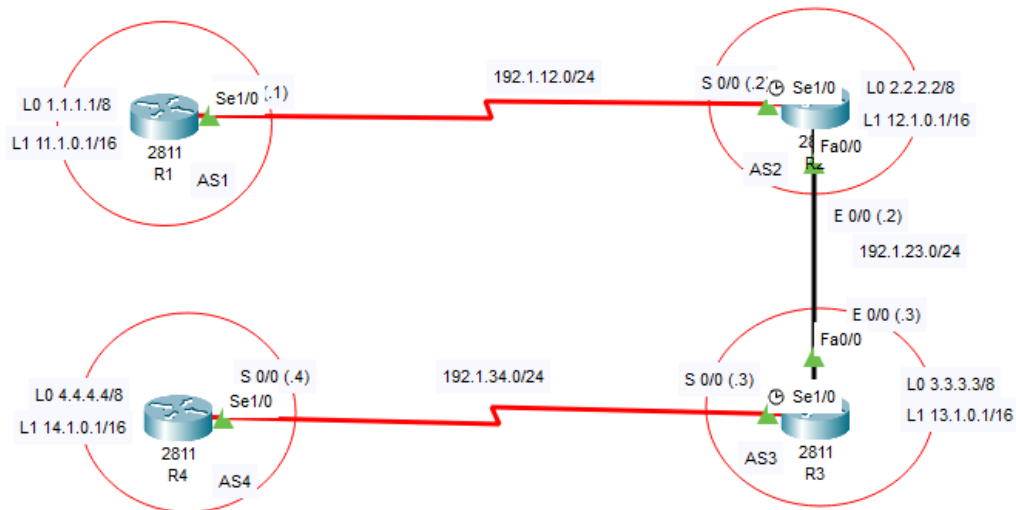 192.1.12.0/24
L0 1.1.1.1/8
Se1/0 .1)
S 0/0 (.2)
Se1/0
L0 2.2.2.2/8
L1 11.1.0.1/16
L1 12.1.0.1/16
2811
R1
AS1
Fa0/0
AS2
E 0/0 (.2)
192.1.23.0/24
E 0/0 (.3)
Fa0/0
L0 4.4.4.4/8
S 0/0 (.4)
Se1/0
192.1.34.0/24
S 0/0 (.3)
Se1/0
L0 3.3.3.3/8
L1 14.1.0.1/16
L1 13.1.0.1/16
2811
R4
AS4
AS3
2811
R3